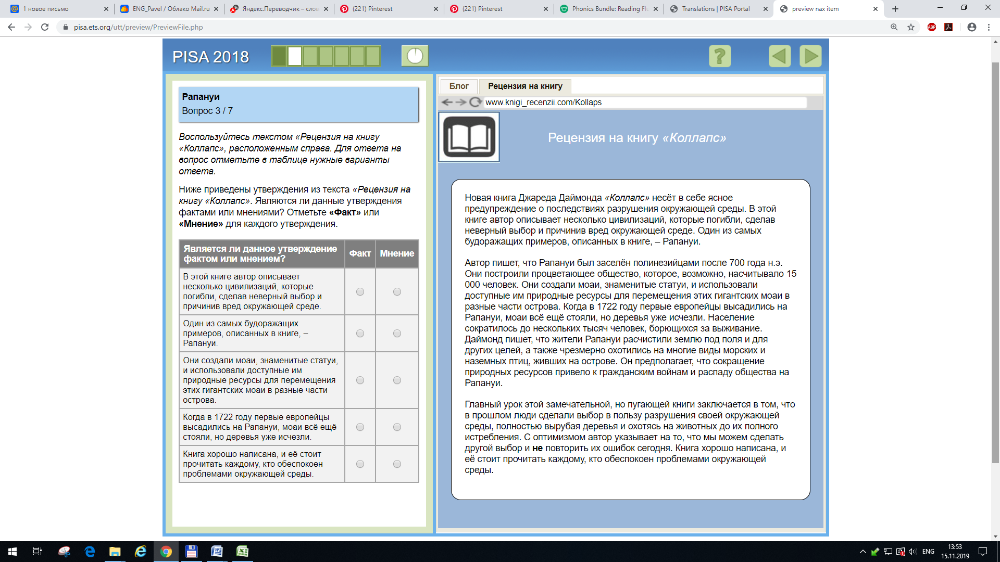 1 новое письмо
ENG_Pavel / Облако Mail.ru
Яндекс.Переводчик – слов
(221) Pinterest
(221) Pinterest
Phonics Bundle: Reading Flu
Translations | PISA Portal
preview nax item
pisa.ets.org/utt/preview/PreviewFile.php
ABP
PISA 2018
?
Рапануи
Вопрос 3 / 7
Воспользуйтесь текстом «Рецензия на книгу
«Коллапс», расположенным справа. Для ответа на
вопрос отметьте в таблице нужные варианты
ответа.
Ниже приведены утверждения из текста «Рецензия на
книгу «Коллапс». Являются ли данные утверждения
фактами или мнениями? Отметьте «Факт» или
«Мнение» для каждого утверждения.
Является ли данное утверждение
фактом или мнением?
Факт
Мнение
В этой книге автор описывает
несколько цивилизаций, которые
погибли, сделав неверный выбор и
причинив вред окружающей среде.
Один из самых будоражащих
примеров, описанных в книге, –
Рапануи.
Они создали моаи, знаменитые статуи,
и использовали доступные им
природные ресурсы для перемещения
этих гигантских моаи в разные части
острова.
Когда в 1722 году первые европейцы
высадились на Рапануи, моаи всё ещё
стояли, но деревья уже исчезли.
Книга хорошо написана, и её стоит
прочитать каждому, кто обеспокоен
проблемами окружающей среды.
Блог
Рецензия на книгу
www.knigi_recenzii.com/Kollaps
Рецензия на книгу «Коллапс»
Новая книга Джареда Даймонда «Коллапс» несёт в себе ясное
предупреждение о последствиях разрушения окружающей среды. В этой
книге автор описывает несколько цивилизаций, которые погибли, сделав
неверный выбор и причинив вред окружающей среде. Один из самых
будоражащих примеров, описанных в книге, – Рапануи.
Автор пишет, что Рапануи был заселён полинезийцами после 700 года н.э.
Они построили процветающее общество, которое, возможно, насчитывало 15
000 человек. Они создали моаи, знаменитые статуи, и использовали
доступные им природные ресурсы для перемещения этих гигантских моаи в
разные части острова. Когда в 1722 году первые европейцы высадились на
Рапануи, моаи всё ещё стояли, но деревья уже исчезли. Население
сократилось до нескольких тысяч человек, борющихся за выживание.
Даймонд пишет, что жители Рапануи расчистили землю под поля и для
других целей, а также чрезмерно охотились на многие виды морских и
наземных птиц, живших на острове. Он предполагает, что сокращение
природных ресурсов привело к гражданским войнам и распаду общества на
Рапануи.
Главный урок этой замечательной, но пугающей книги заключается в том, что
в прошлом люди сделали выбор в пользу разрушения своей окружающей
среды, полностью вырубая деревья и охотясь на животных до их полного
истребления. С оптимизмом автор указывает на то, что мы можем сделать
другой выбор и не повторить их ошибок сегодня. Книга хорошо написана, и
её стоит прочитать каждому, кто обеспокоен проблемами окружающей
среды.
ENG
13:53
15.11.2019